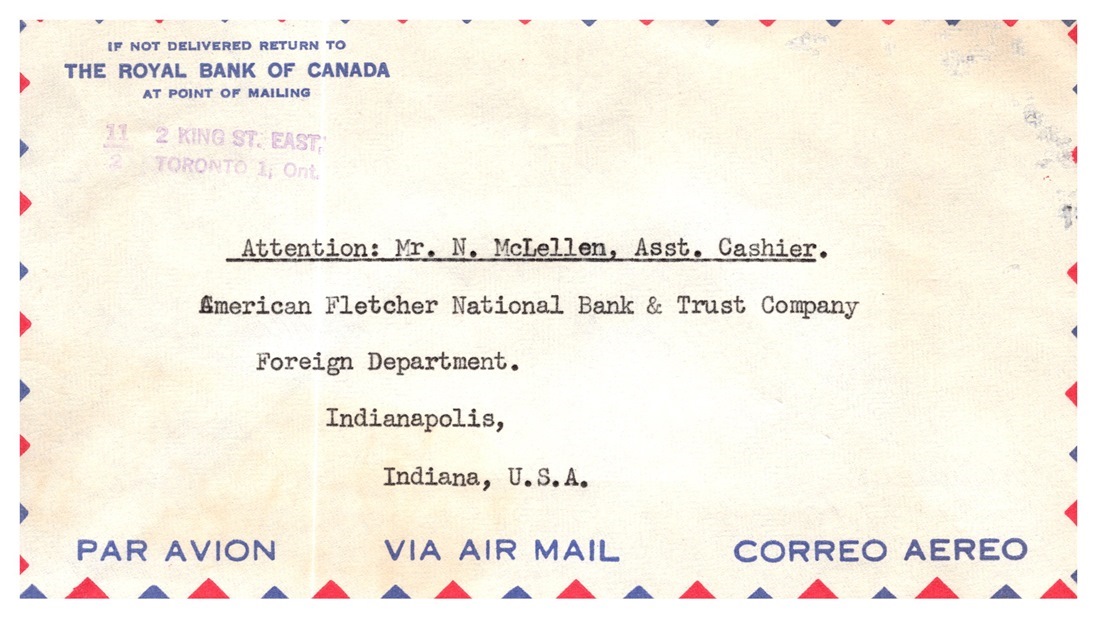 IF NOT DELIVERED RETURN TO
THE ROYAL BANK OF CANADA
AT POINT OF MAILING
11 2 KING ST. EAST,
2 TORONTO 1, Ont.
Attention: Mr. N. McLellen, Asst. Cashier.
American Fletcher National Bank & Trust Company
Foreign Department.
Indianapolis,
Indiana, U.S.A.
PAR AVION VIA AIR MAIL CORREO AEREO